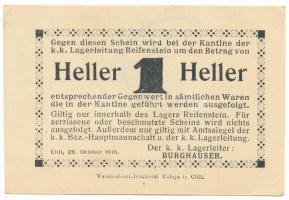 Gegen diesen Schein wird bei der Kantine der
k.k. Lagerleitung Reifenstein um den Betrag von
Heller 1 Heller
entsprechender Gegenwert in sämtlichen Waren
die in der Kantine geführt werden ausgefolgt.
Giltig nur innerhalb des Lagers Reifenstein. Für
zerrissene oder beschmutzte Scheine wird nichts
ausgefolgt. Außerdem nur giltig mit Amtssiegel der
k. k. Bez.-Hauptmannschaft u. der k. k. Lagerleitung.
Cilli, 26. Oktober 1916. Der k. k. Lagerleiter:
BURGHAUSER.
Vereinsbuchdruckerei Celeja in Cilli.